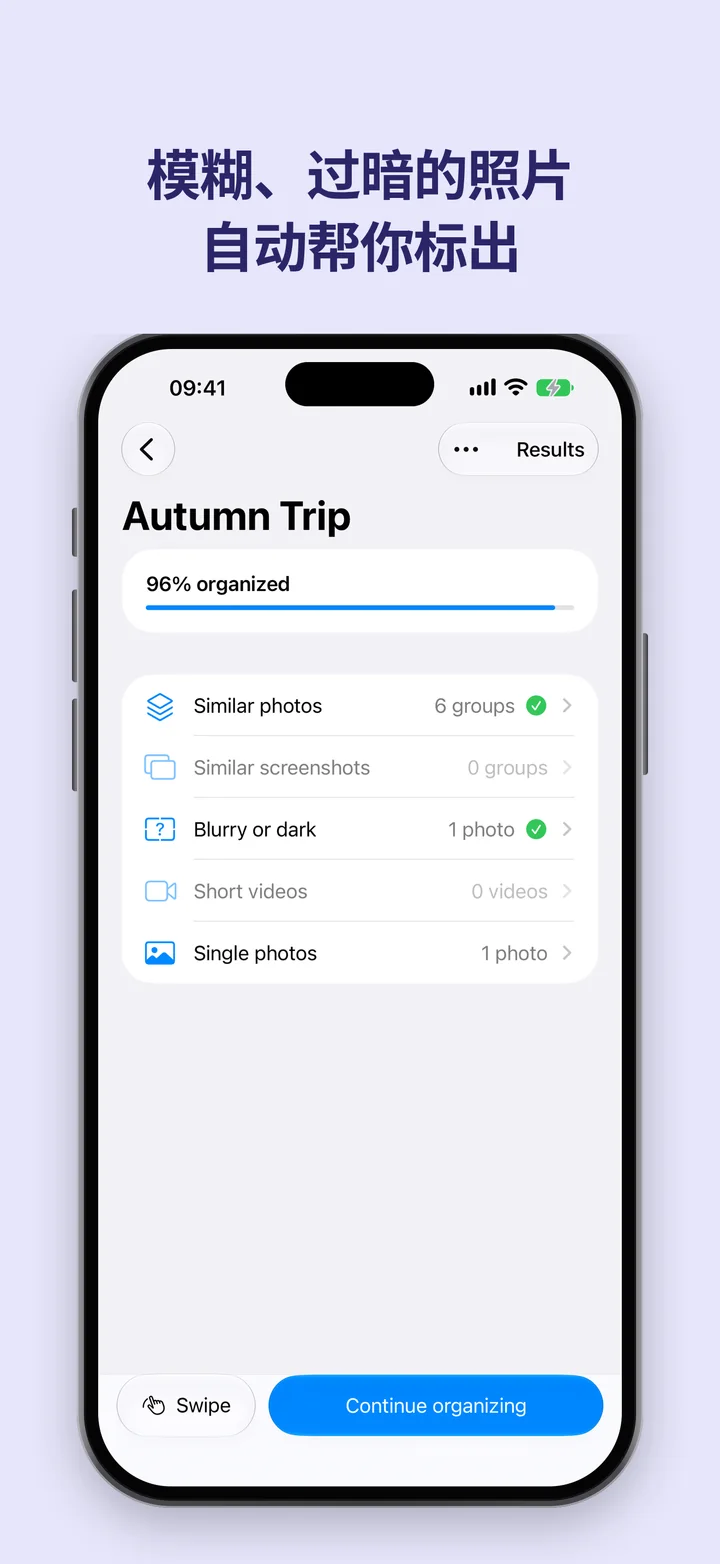 模糊、过暗的照片
自动帮你标出
09:41
••• Results
Autumn Trip
96% organized
Similar photos 6 groups
Similar screenshots 0 groups
? Blurry or dark 1 photo
Short videos 0 videos
Single photos 1 photo
Swipe Continue organizing